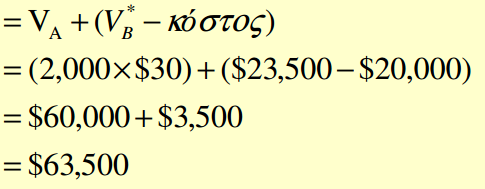 = V_A + (V_B^* − κόστος)
= (2,000×$30) + ($23,500 − $20,000)
= $60,000 + $3,500
= $63,500